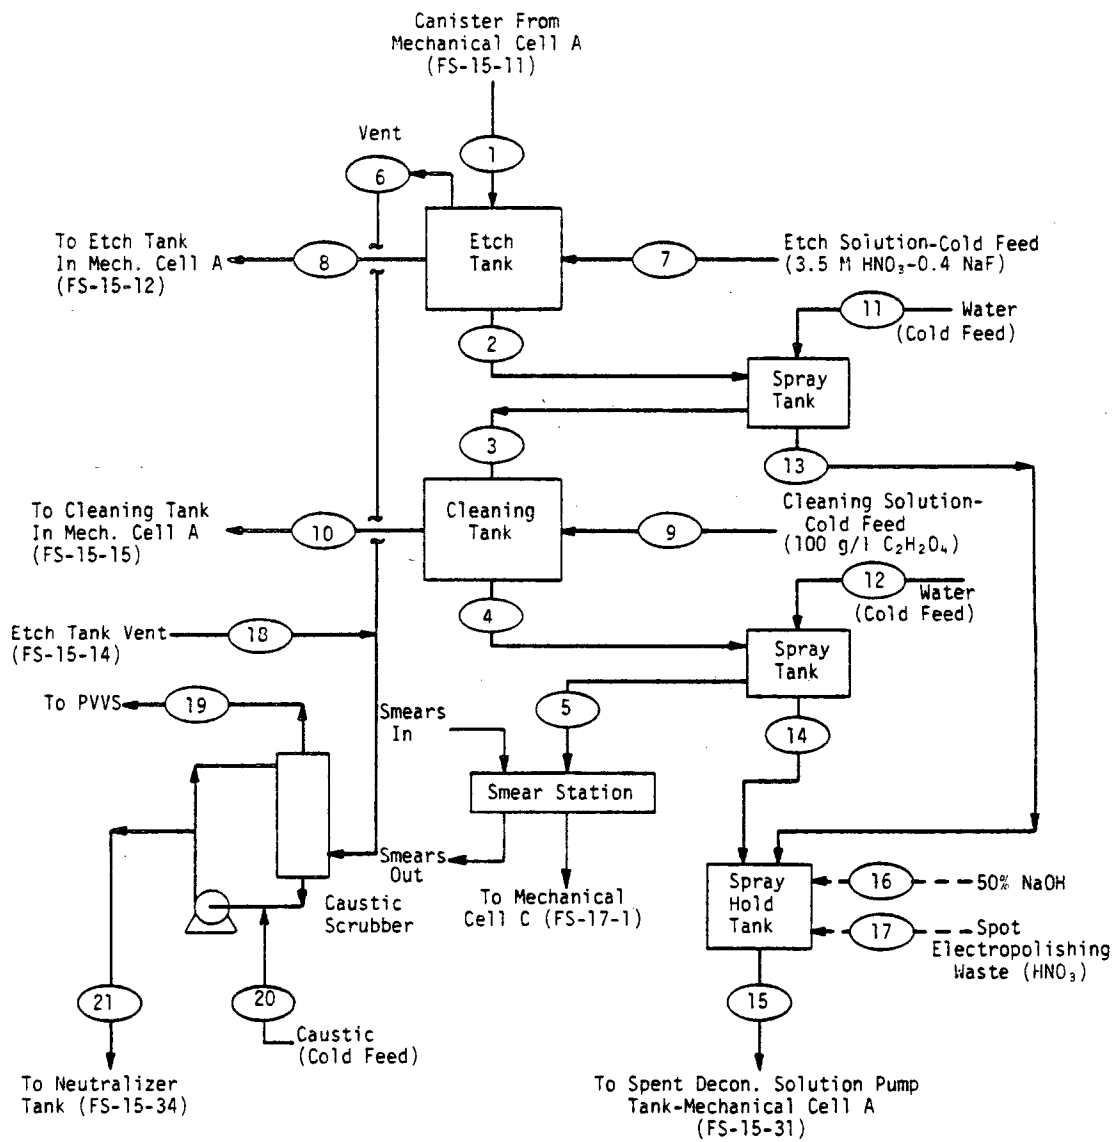 Canister From
Mechanical Cell A
(FS-15-11)
Vent
1
6
To Etch Tank
In Mech. Cell A
(FS-15-12)
8
Etch
Tank
7
Etch Solution-Cold Feed
(3.5 M HNO₃-0.4 NaF)
11
Water
(Cold Feed)
2
Spray
Tank
3
13
To Cleaning Tank
In Mech. Cell A
(FS-15-15)
10
Cleaning
Tank
9
Cleaning Solution-
Cold Feed
(100 g/l C₂H₂O₄)
12
Water
(Cold Feed)
4
Etch Tank Vent
(FS-15-14)
18
Spray
Tank
To PVVS
19
Smears
In
5
14
Smear Station
Smears
Out
To Mechanical
Cell C (FS-17-1)
Caustic
Scrubber
Spray
Hold
Tank
16
50% NaOH
17
Spot
Electropolishing
Waste (HNO₃)
21
20
Caustic
(Cold Feed)
15
To Neutralizer
Tank (FS-15-34)
To Spent Decon. Solution Pump
Tank-Mechanical Cell A
(FS-15-31)